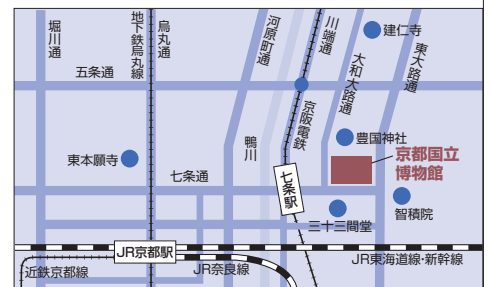 堀川通
地下鉄烏丸線
烏丸通
河原町通
川端通
建仁寺
大和大路通
東大路通
五条通
京阪電鉄
鴨川
豊国神社
京都国立
博物館
東本願寺
七条通
七条駅
三十三間堂
智積院
JR京都駅
近鉄京都線
JR奈良線
JR東海道線・新幹線